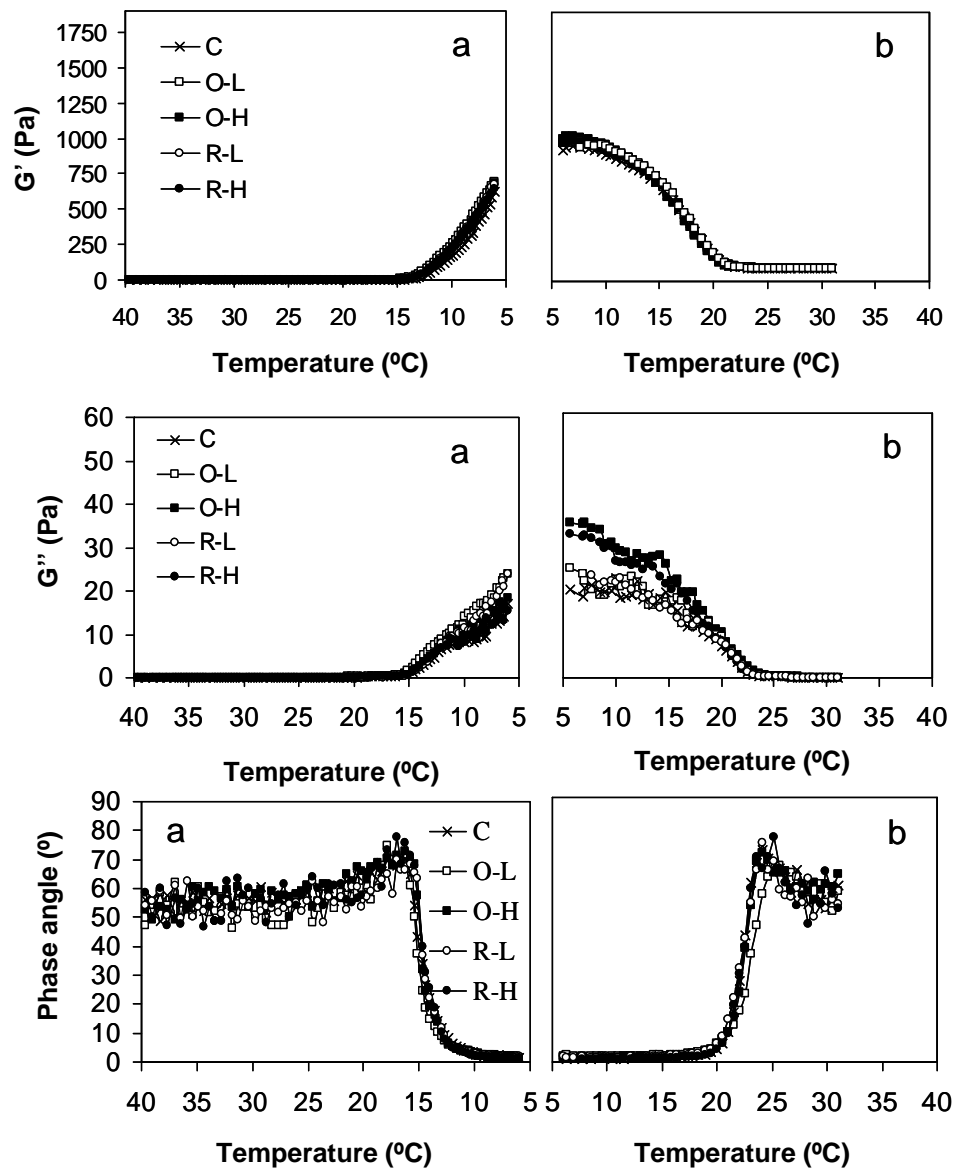 1750
1500
1250
1000
750
500
250
0
G' (Pa)
C
O-L
O-H
R-L
R-H
a
40 35 30 25 20 15 10 5
Temperature (ºC)
b
5 10 15 20 25 30 35 40
Temperature (ºC)
60
50
40
30
20
10
0
G'' (Pa)
C
O-L
O-H
R-L
R-H
a
40 35 30 25 20 15 10 5
Temperature (ºC)
b
5 10 15 20 25 30 35 40
Temperature (ºC)
90
80
70
60
50
40
30
20
10
0
Phase angle (º)
a
C
O-L
O-H
R-L
R-H
40 35 30 25 20 15 10 5
Temperature (ºC)
b
5 10 15 20 25 30 35 40
Temperature (ºC)